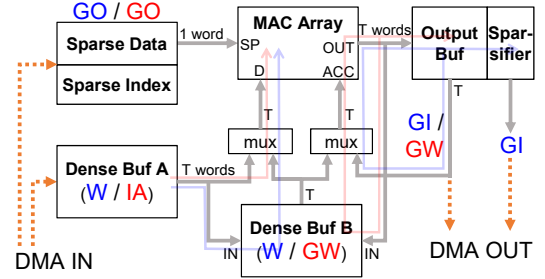 GO / GO
MAC Array
T words
Output Buf
Spar-sifier
Sparse Data
1 word
SP
OUT
Sparse Index
D
ACC
T
T
T
mux
mux
GI / GW
GI
Dense Buf A
(W / IA)
T words
T
Dense Buf B
(W / GW)
IN
IN
DMA IN
DMA OUT